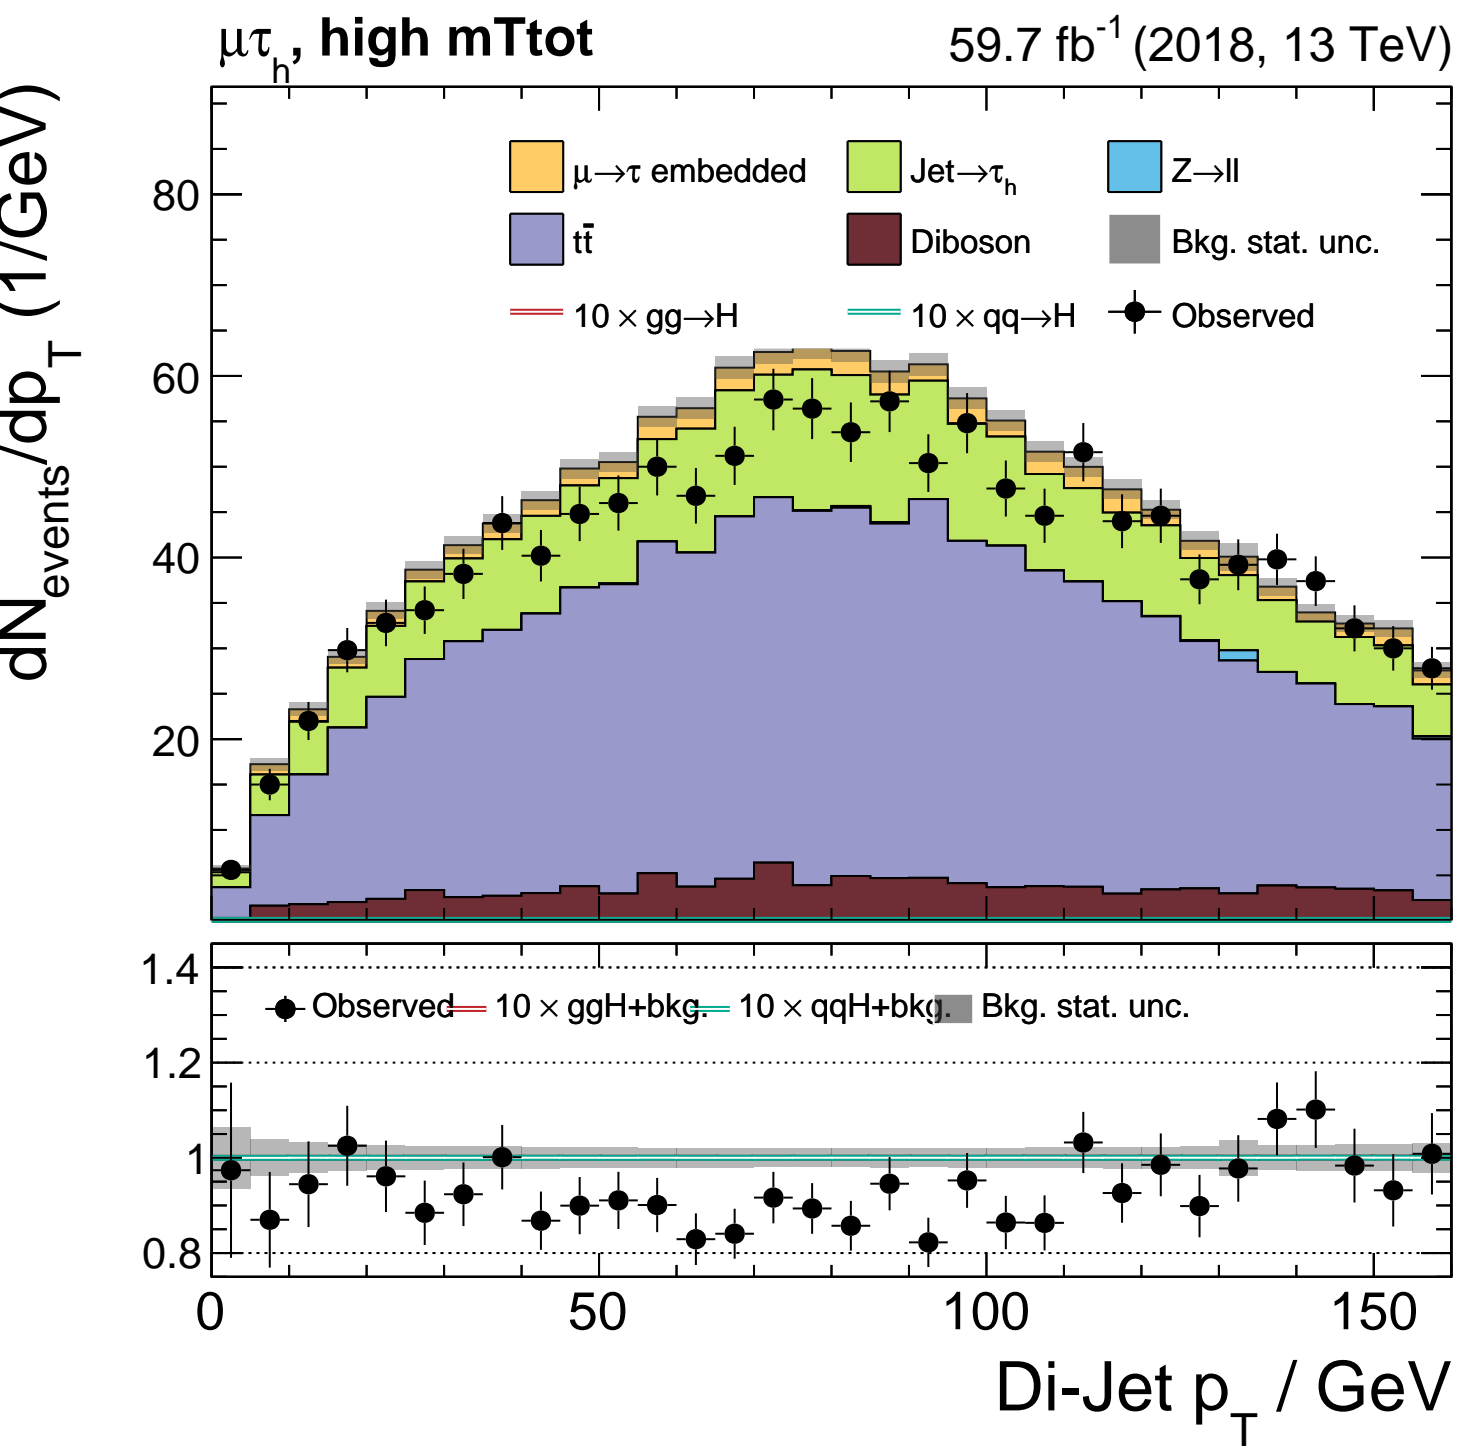 μτh, high mTtot
59.7 fb-1 (2018, 13 TeV)
dNevents/dpT (1/GeV)
μ→τ embedded
Jet→τh
Z→ll
tt̄
Diboson
Bkg. stat. unc.
10 × gg→H
10 × qq→H
Observed
80
60
40
20
1.4
Observed
10 × ggH+bkg.
10 × qqH+bkg.
Bkg. stat. unc.
1.2
1
0.8
0
50
100
150
Di-Jet pT / GeV